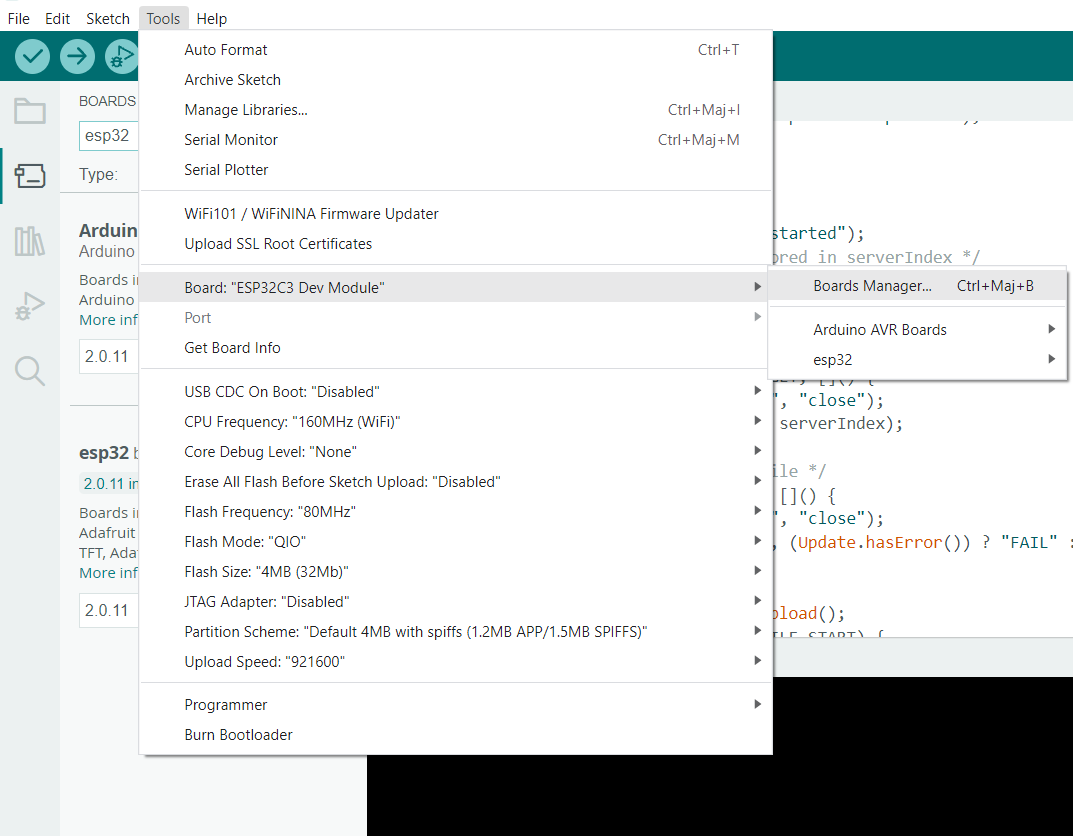 File Edit Sketch Tools Help
BOARDS
esp32
Type:
Arduin
Arduino
Boards in
Arduino
More inf
2.0.11
esp32 b
2.0.11 in
Boards in
Adafruit
TFT, Ada
More inf
2.0.11
Auto Format Ctrl+T
Archive Sketch
Manage Libraries... Ctrl+Maj+I
Serial Monitor Ctrl+Maj+M
Serial Plotter
WiFi101 / WiFiNINA Firmware Updater
Upload SSL Root Certificates
Board: "ESP32C3 Dev Module"
Port
Get Board Info
USB CDC On Boot: "Disabled"
CPU Frequency: "160MHz (WiFi)"
Core Debug Level: "None"
Erase All Flash Before Sketch Upload: "Disabled"
Flash Frequency: "80MHz"
Flash Mode: "QIO"
Flash Size: "4MB (32Mb)"
JTAG Adapter: "Disabled"
Partition Scheme: "Default 4MB with spiffs (1.2MB APP/1.5MB SPIFFS)"
Upload Speed: "921600"
Programmer
Burn Bootloader
Boards Manager... Ctrl+Maj+B
Arduino AVR Boards
esp32
started");
ored in serverIndex */
[]() {
", "close");
serverIndex);
ile */
[]() {
", "close");
, (Update.hasError()) ? "FAIL" :
pload();
ILE_START) {